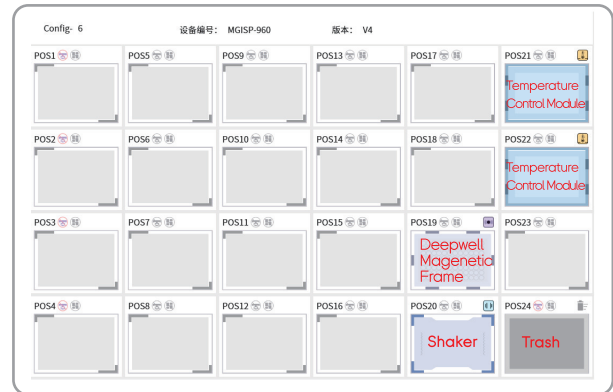 Config- 6 设备编号： MGISP-960 版本： V4
POS1 POS5 POS9 POS13 POS17 POS21
Temperature
Control Module
POS2 POS6 POS10 POS14 POS18 POS22
Temperature
Control Module
POS3 POS7 POS11 POS15 POS19 POS23
Deepwell
Magenetic
Frame
POS4 POS8 POS12 POS16 POS20 POS24
Shaker Trash